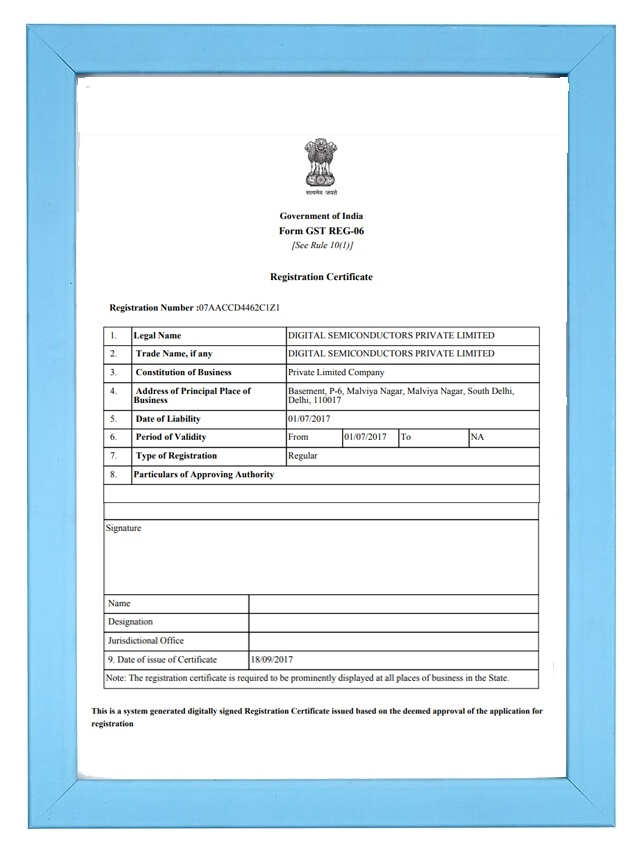 सत्यमेव जयते
Government of India
Form GST REG-06
[See Rule 10(1)]
Registration Certificate
Registration Number :07AACCD4462C1Z1
1. Legal Name DIGITAL SEMICONDUCTORS PRIVATE LIMITED
2. Trade Name, if any DIGITAL SEMICONDUCTORS PRIVATE LIMITED
3. Constitution of Business Private Limited Company
4. Address of Principal Place of Business Basement, P-6, Malviya Nagar, Malviya Nagar, South Delhi,
Delhi, 110017
5. Date of Liability 01/07/2017
6. Period of Validity From 01/07/2017 To NA
7. Type of Registration Regular
8. Particulars of Approving Authority
Signature
Name
Designation
Jurisdictional Office
9. Date of issue of Certificate 18/09/2017
Note: The registration certificate is required to be prominently displayed at all places of business in the State.
This is a system generated digitally signed Registration Certificate issued based on the deemed approval of the application for
registration